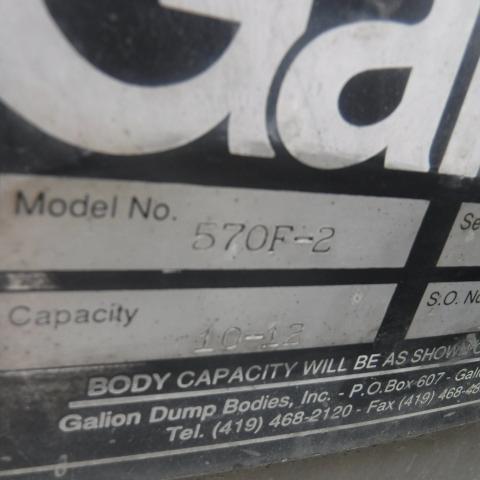 Gal
Model No. 570F-2
Se
Capacity 10-12
S.O. No
BODY CAPACITY WILL BE AS SHOWN
Galion Dump Bodies, Inc. - P.O.Box 607 - Gali
Tel. (419) 468-2120 - Fax (419) 468-